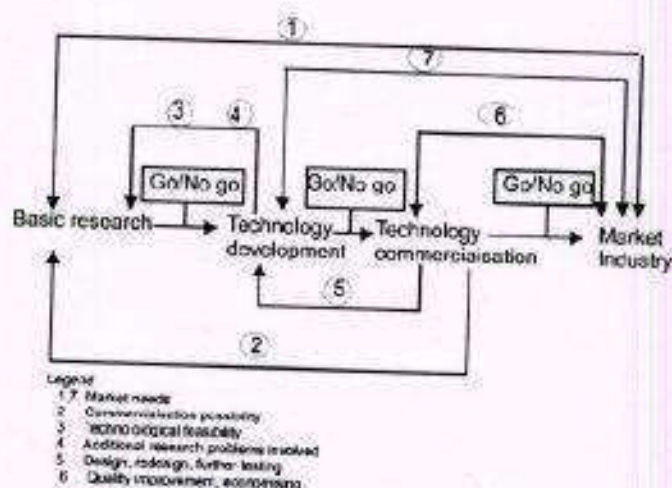 1
7
3 4 6
Go/No go Go/No go Go/No go
Basic research Technology development Technology commerciaisation Market Industry
5
2
Legend
1,7 Market needs
2 Commercialisation possibility
3 Technological feasibility
4 Additional research problems involved
5 Design, redesign, further testing
6 Quality improvement, economising